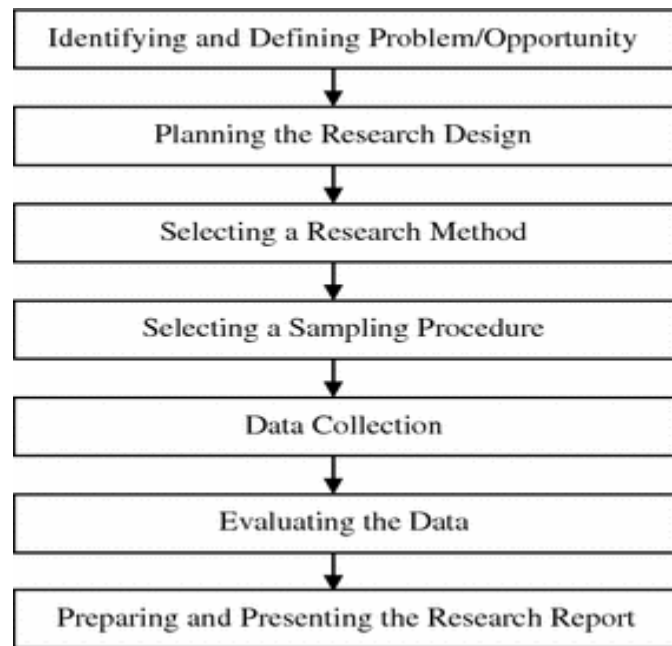 Identifying and Defining Problem/Opportunity
Planning the Research Design
Selecting a Research Method
Selecting a Sampling Procedure
Data Collection
Evaluating the Data
Preparing and Presenting the Research Report